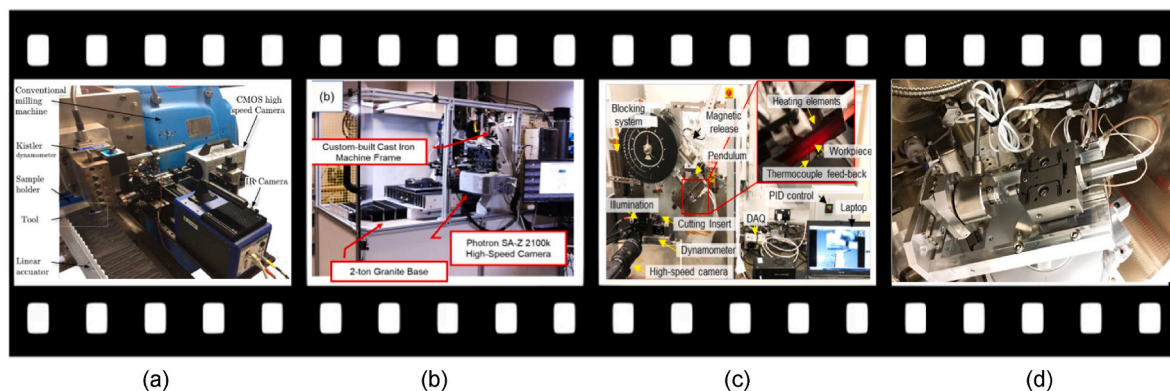 Conventional
milling
machine
CMOS high
speed Camera
Kistler
dynamometer
Sample
holder
IR Camera
Tool
Linear
accuator
(b)
Custom-built Cast Iron
Machine Frame
Photron SA-Z 2100k
High-Speed Camera
2-ton Granite Base
Blocking
system
Magnetic
release
Pendulum
Heating elements
Workpiece
Thermocouple feed-back
PID control
Laptop
Illumination
Cutting Insert
DAQ
Dynamometer
High-speed camera
(a)
(b)
(c)
(d)